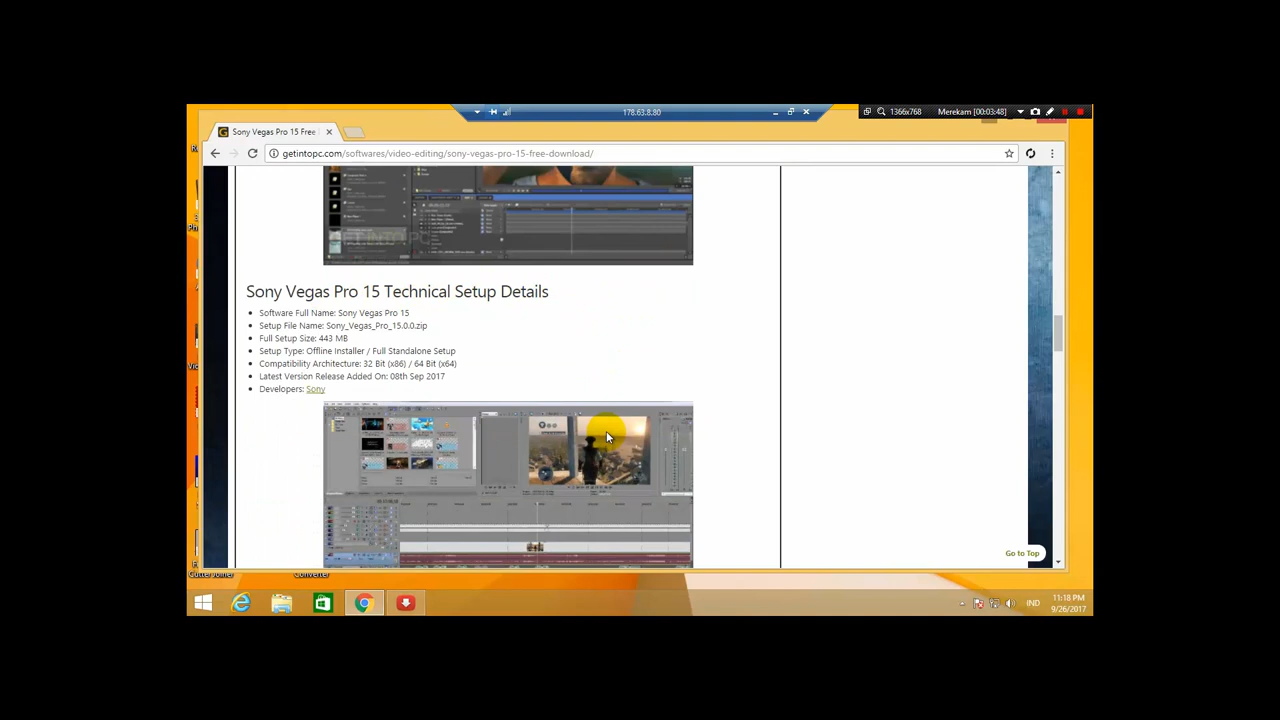 178.63.8.80
1366x768
Merekam [00:03:48]
Sony Vegas Pro 15 Free
getintopc.com/softwares/video-editing/sony-vegas-pro-15-free-download/
GET INTO PC
Sony Vegas Pro 15 Technical Setup Details
Software Full Name: Sony Vegas Pro 15
Setup File Name: Sony_Vegas_Pro_15.0.0.zip
Full Setup Size: 443 MB
Setup Type: Offline Installer / Full Standalone Setup
Compatibility Architecture: 32 Bit (x86) / 64 Bit (x64)
Latest Version Release Added On: 08th Sep 2017
Developers: Sony
Go to Top
IND
11:18 PM
9/26/2017